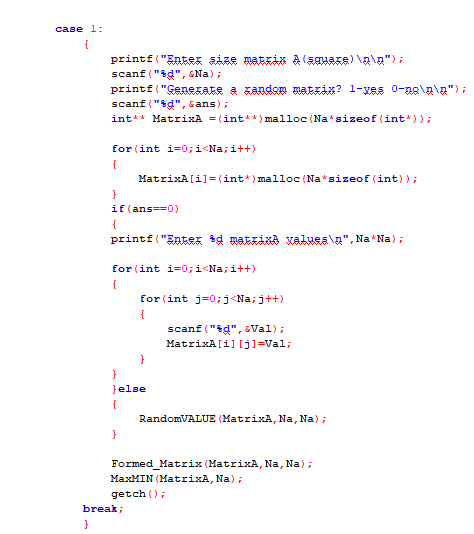 case 1:
{
printf("Enter size matrix A(square)\n\n");
scanf("%d",&Na);
printf("Generate a random matrix? 1-yes 0-no\n\n");
scanf("%d",&ans);
int** MatrixA =(int**)malloc(Na*sizeof(int*));
for(int i=0;i<Na;i++)
{
MatrixA[i]=(int*)malloc(Na*sizeof(int));
}
if(ans==0)
{
printf("Enter %d matrixA values\n",Na*Na);
for(int i=0;i<Na;i++)
{
for(int j=0;j<Na;j++)
{
scanf("%d",&Val);
MatrixA[i][j]=Val;
}
}
}else
{
RandomVALUE(MatrixA,Na,Na);
}
Formed_Matrix(MatrixA,Na,Na);
MaxMIN(MatrixA,Na);
getch();
break;
}